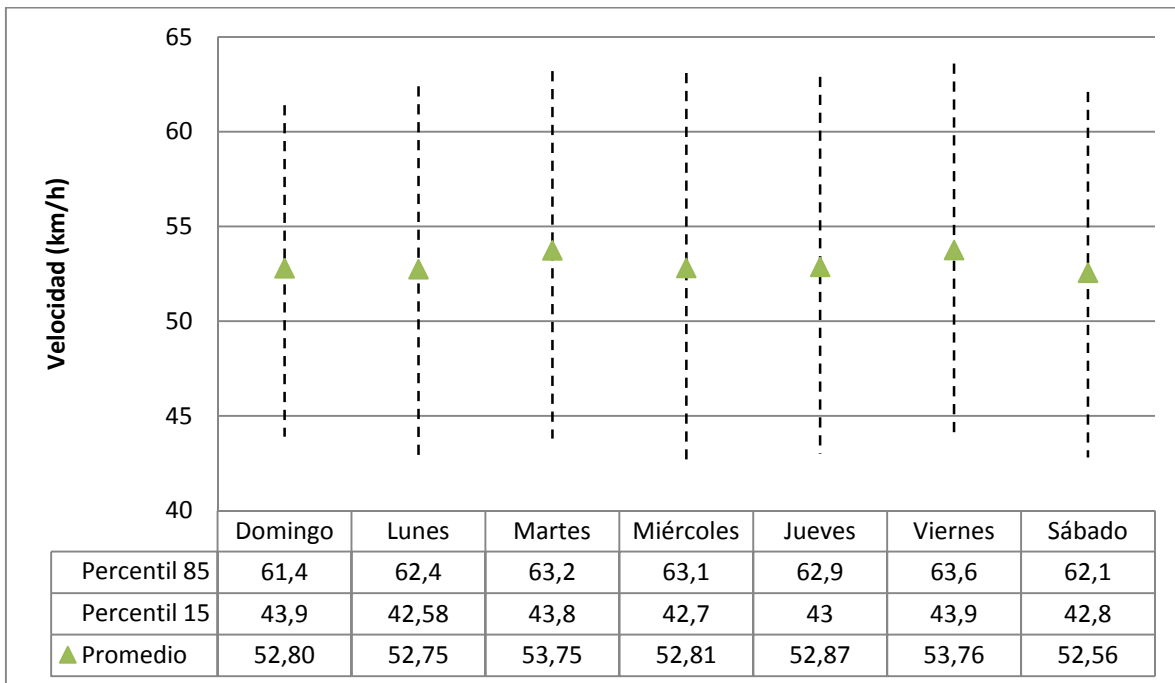 65
60
55
50
45
40
Velocidad (km/h)
Domingo Lunes Martes Miércoles Jueves Viernes Sábado
Percentil 85 61,4 62,4 63,2 63,1 62,9 63,6 62,1
Percentil 15 43,9 42,58 43,8 42,7 43 43,9 42,8
Promedio 52,80 52,75 53,75 52,81 52,87 53,76 52,56